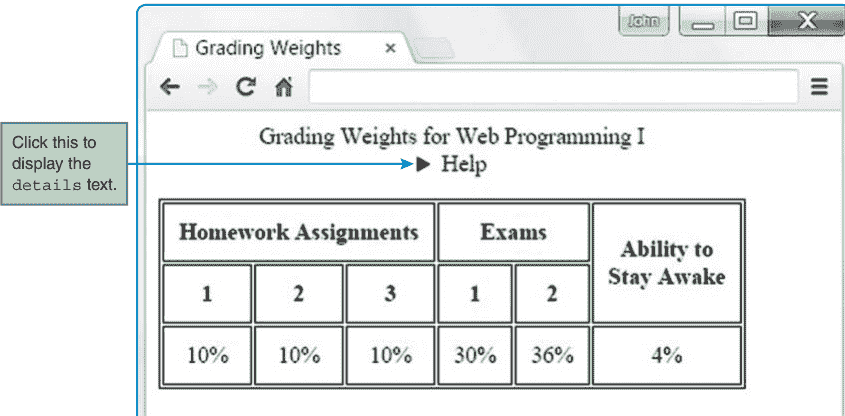 John
Grading Weights
Grading Weights for Web Programming I
Help
Click this to
display the
details text.
Homework Assignments Exams Ability to
Stay Awake
1 2 3 1 2
10% 10% 10% 30% 36% 4%